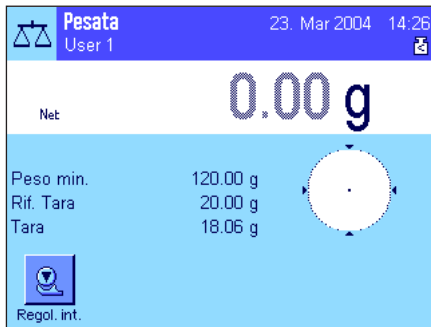 Pesata 23. Mar 2004 14:26
User 1
Net 0.00 g
Peso min. 120.00 g
Rif. Tara 20.00 g
Tara 18.06 g
Regol. int.